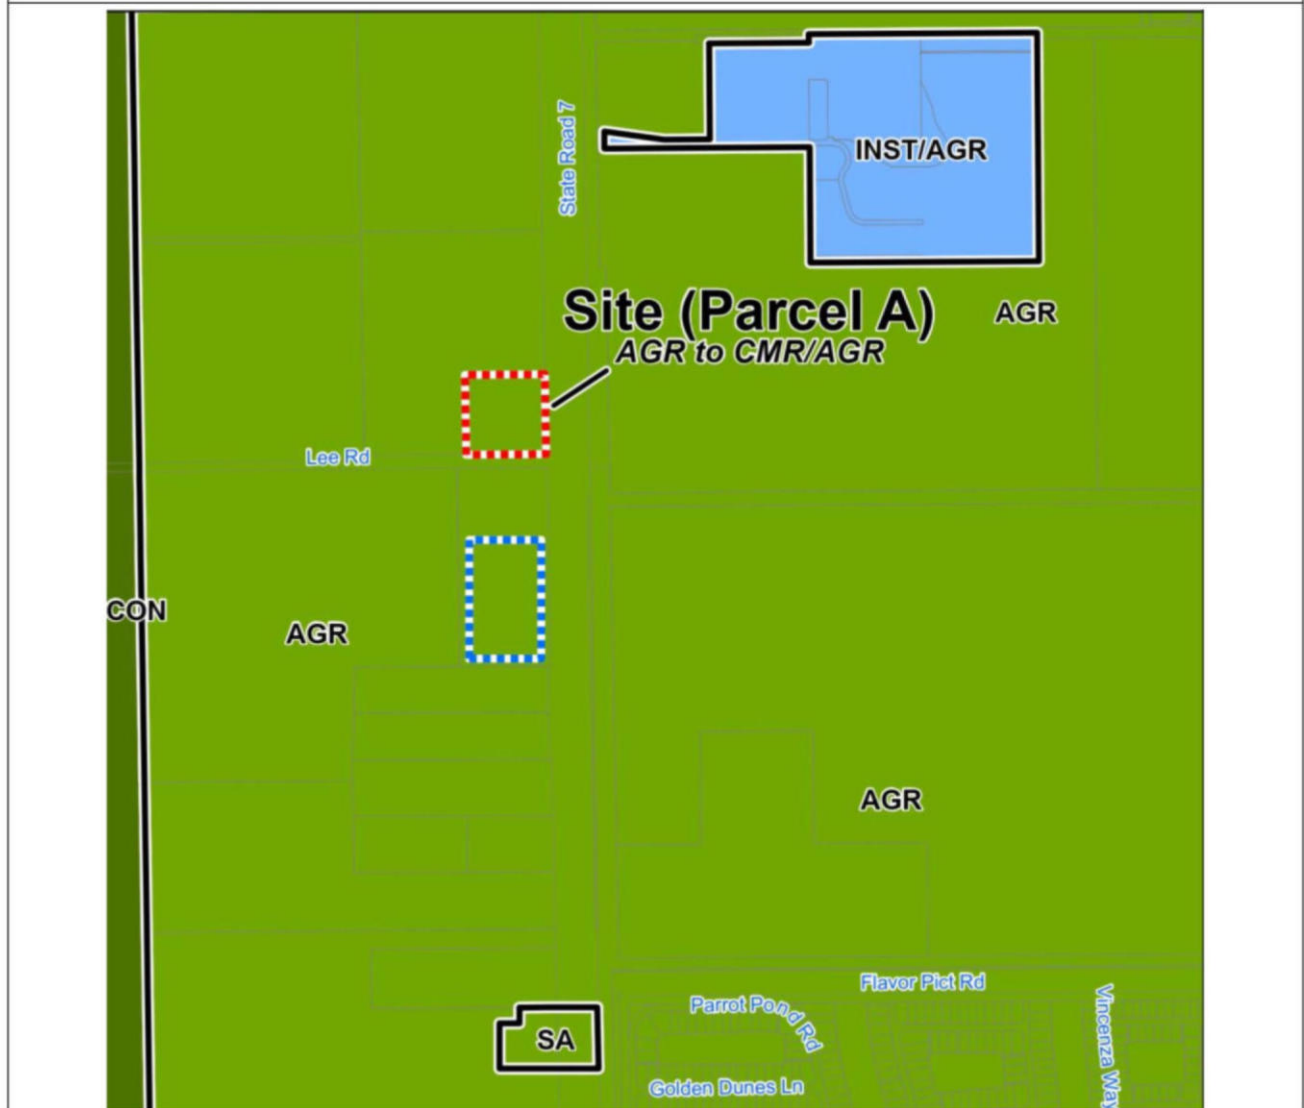 State Road 7
INST/AGR
Site (Parcel A)
AGR
AGR to CMR/AGR
Lee Rd
CON
AGR
AGR
Flavor Pict Rd
Parrot Pond Rd
Vincenza Way
SA
Golden Dunes Ln